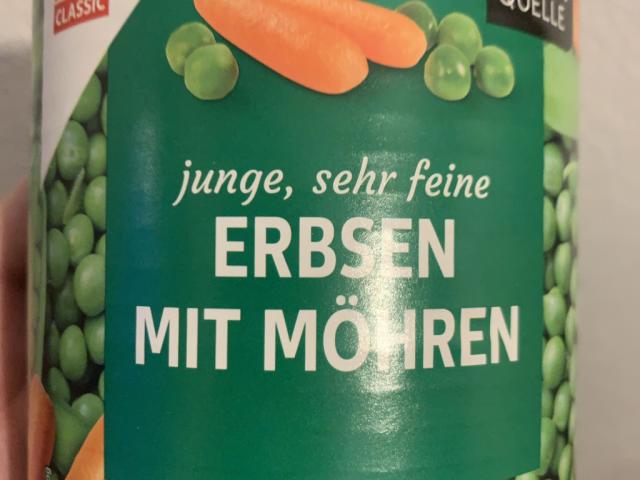 CLASSIC
QUELLE
junge, sehr feine
ERBSEN
MIT MÖHREN